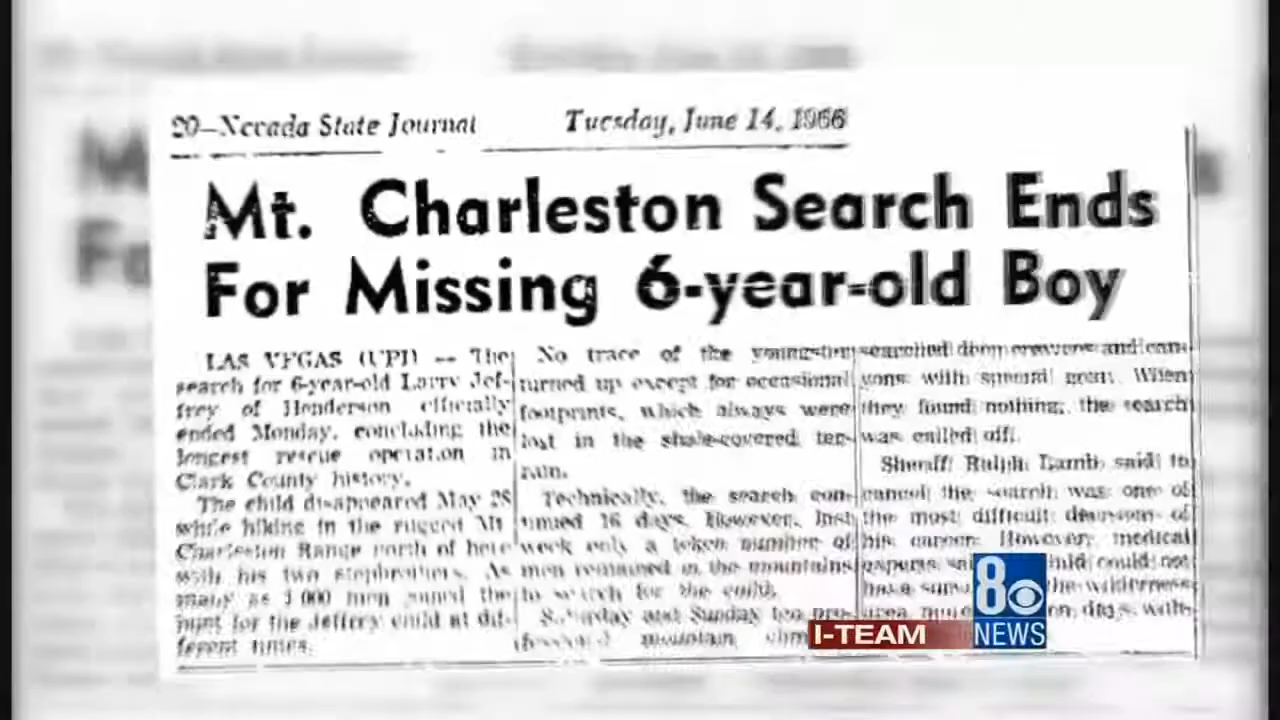 20—Nevada State Journal Tuesday, June 14, 1966
Mt. Charleston Search Ends
For Missing 6-year-old Boy
LAS VEGAS (UPI) — The
search for 6-year-old Larry Jef-
frey of Henderson officially
ended Monday, concluding the
longest rescue operation in
Clark County history.
The child disappeared May 28
while hiking in the rugged Mt.
Charleston Range north of here
with his two stepbrothers. As
many as 1,000 men joined the
hunt for the Jeffrey child at dif-
ferent times.
No trace of the youngster
turned up except for occasional
footprints, which always were
lost in the shale-covered ter-
rain.
Technically, the search con-
tinued 16 days. However, last
week only a token number of
men remained in the mountains
to search for the child.
Saturday and Sunday ten pro-
fessional mountain
searched deep crevices and can-
yons with special gear. When
they found nothing, the search
was called off.
Sheriff Ralph Lamb said to
cancel the search was one of
the most difficult decisions of
his career. However, medical
experts could not
have the wilderness
area days with-
I-TEAM
8
NEWS